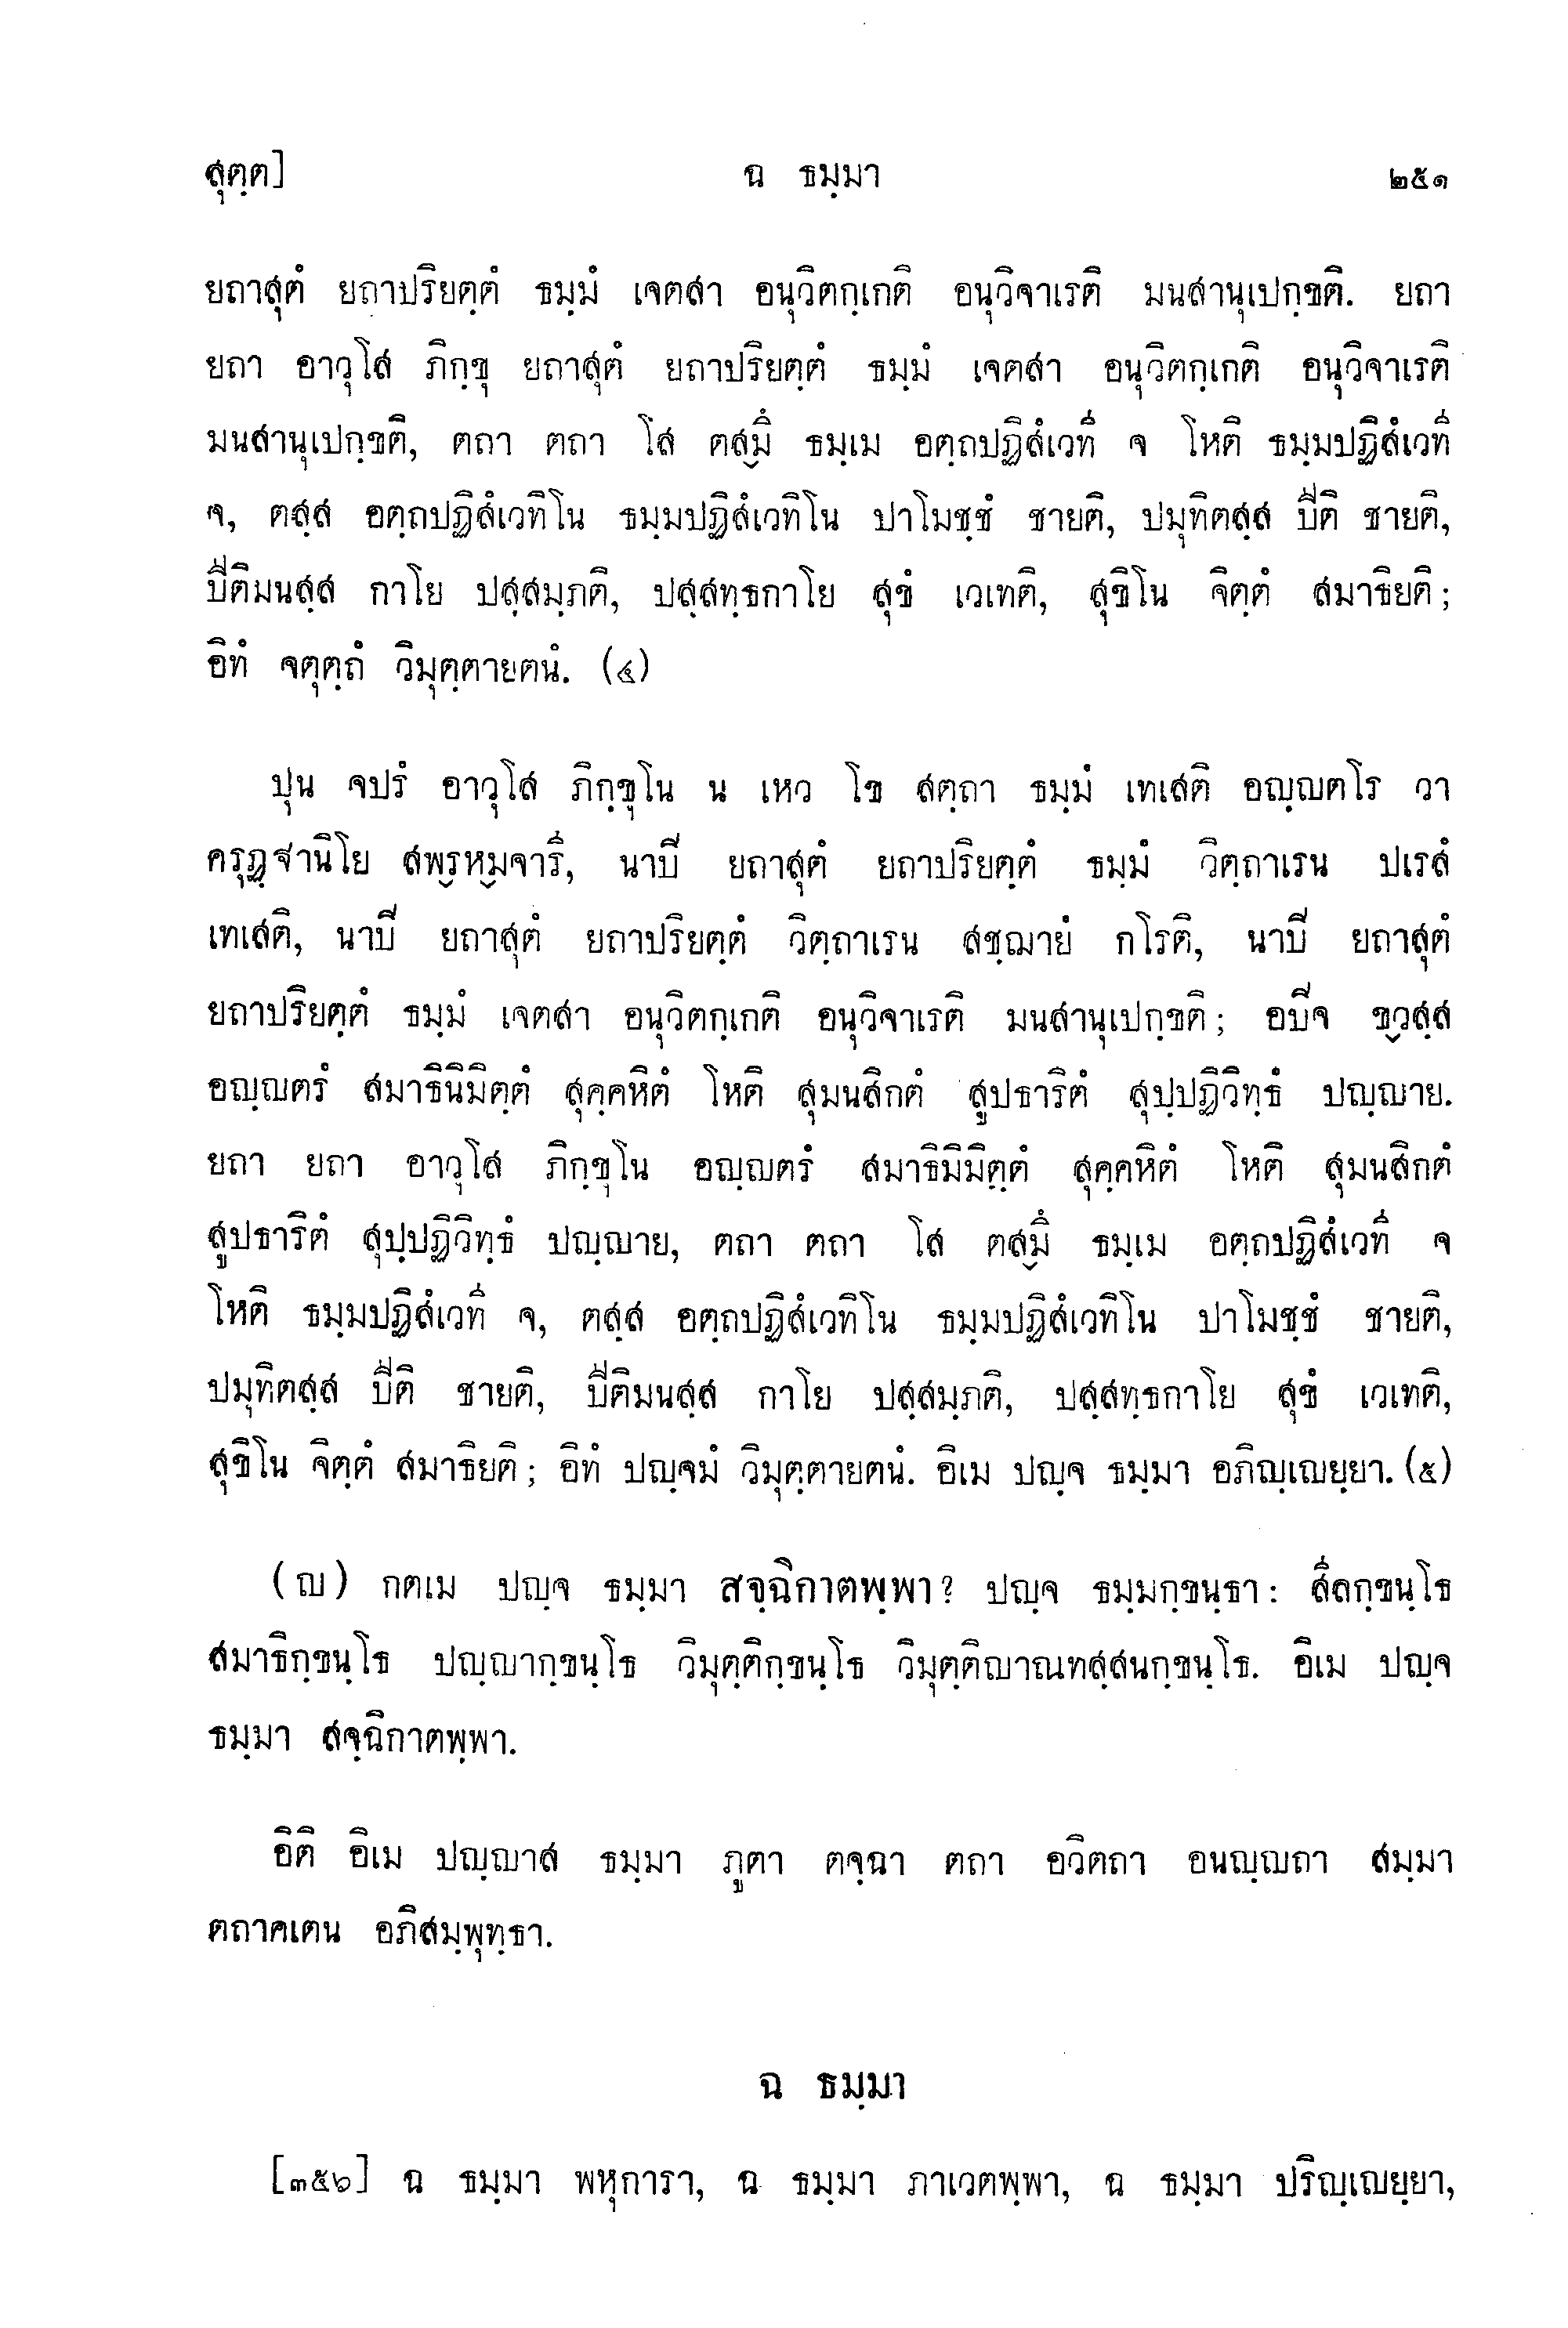 สุตฺต] ฉ ธมฺมา ๒๕๑
ยถาสุตํ ยถาปริยตฺตํ ธมฺมํ เจตสา อนุวิตกฺเกติ อนุวิจาเรติ มนสานุเปกฺขติ. ยถา
ยถา อาวุโส ภิกฺขุ ยถาสุตํ ยถาปริยตฺตํ ธมฺมํ เจตสา อนุวิตกฺเกติ อนุวิจาเรติ
มนสานุเปกฺขติ, ตถา ตถา โส ตสฺมึ ธมฺเม อตฺถปฏิสํเวที จ โหติ ธมฺมปฏิสํเวที
จ, ตสฺส อตฺถปฏิสํเวทิโน ธมฺมปฏิสํเวทิโน ปาโมชฺชํ ชายติ, ปมุทิตสฺส ปีติ ชายติ,
ปีติมนสฺส กาโย ปสฺสมฺภติ, ปสฺสทฺธกาโย สุขํ เวเทติ, สุขิโน จิตฺตํ สมาธิยติ;
อิทํ จตุตฺถํ วิมุตฺตายตนํ. (๔)
ปุน จปรํ อาวุโส ภิกฺขุโน น เหว โข สตฺถา ธมฺมํ เทเสติ อญฺญตโร วา
ครุฏฺฐานิโย สพฺรหฺมจารี, นาปิ ยถาสุตํ ยถาปริยตฺตํ ธมฺมํ วิตฺถาเรน ปเรสํ
เทเสติ, นาปิ ยถาสุตํ ยถาปริยตฺตํ วิตฺถาเรน สชฺฌายํ กโรติ, นาปิ ยถาสุตํ
ยถาปริยตฺตํ ธมฺมํ เจตสา อนุวิตกฺเกติ อนุวิจาเรติ มนสานุเปกฺขติ; อปิจ ขฺวสฺส
อญฺญตรํ สมาธินิมิตฺตํ สุคฺคหิตํ โหติ สุมนสิกตํ สูปธาริตํ สุปฺปฏิวิทฺธํ ปญฺญาย.
ยถา ยถา อาวุโส ภิกฺขุโน อญฺญตรํ สมาธิมิมิตฺตํ สุคฺคหิตํ โหติ สุมนสิกตํ
สูปธาริตํ สุปฺปฏิวิทฺธํ ปญฺญาย, ตถา ตถา โส ตสฺมึ ธมฺเม อตฺถปฏิสํเวที จ
โหติ ธมฺมปฏิสํเวที จ, ตสฺส อตฺถปฏิสํเวทิโน ธมฺมปฏิสํเวทิโน ปาโมชฺชํ ชายติ,
ปมุทิตสฺส ปีติ ชายติ, ปีติมนสฺส กาโย ปสฺสมฺภติ, ปสฺสทฺธกาโย สุขํ เวเทติ,
สุขิโน จิตฺตํ สมาธิยติ; อิทํ ปญฺจมํ วิมุตฺตายตนํ. อิเม ปญฺจ ธมฺมา อภิญฺเญยฺยา. (๕)
(ญ) กตเม ปญฺจ ธมฺมา สจฺฉิกาตพฺพา? ปญฺจ ธมฺมกฺขนฺธา: สีลกฺขนฺโธ
สมาธิกฺขนฺโธ ปญฺญากฺขนฺโธ วิมุตฺติกฺขนฺโธ วิมุตฺติญาณทสฺสนกฺขนฺโธ. อิเม ปญฺจ
ธมฺมา สจฺฉิกาตพฺพา.
อิติ อิเม ปญฺญาส ธมฺมา ภูตา ตจฺฉา ตถา อวิตถา อนญฺญถา สมฺมา
ตถาคเตน อภิสมฺพุทฺธา.
ฉ ธมฺมา
[๓๕๖] ฉ ธมฺมา พหุการา, ฉ ธมฺมา ภาเวตพฺพา, ฉ ธมฺมา ปริญฺเญยฺยา,